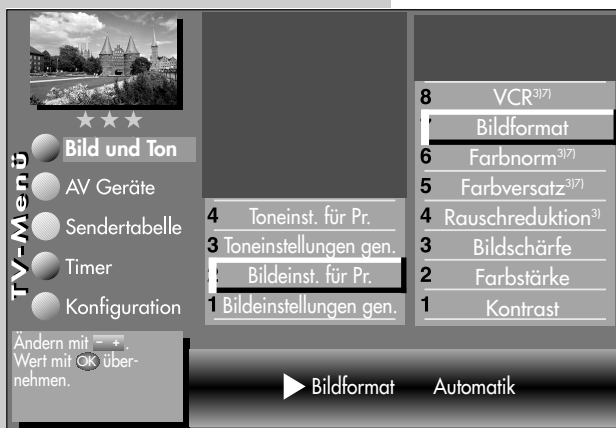 TV-Menü
Bild und Ton
AV Geräte
Sendertabelle
Timer
Konfiguration
Ändern mit - + .
Wert mit OK über-
nehmen.
4 Toneinst. für Pr.
3 Toneinstellungen gen.
2 Bildeinst. für Pr.
1 Bildeinstellungen gen.
8 VCR3)7)
7 Bildformat
6 Farbnorm3)7)
5 Farbversatz3)7)
4 Rauschreduktion3)
3 Bildschärfe
2 Farbstärke
1 Kontrast
Bildformat Automatik